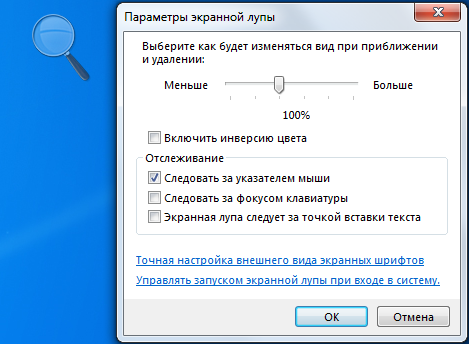 Параметры экранной лупы
Выберите как будет изменяться вид при приближении
и удалении:
Меньше
Больше
100%
Включить инверсию цвета
Отслеживание
Следовать за указателем мыши
Следовать за фокусом клавиатуры
Экранная лупа следует за точкой вставки текста
Точная настройка внешнего вида экранных шрифтов
Управлять запуском экранной лупы при входе в систему.
ОК
Отмена